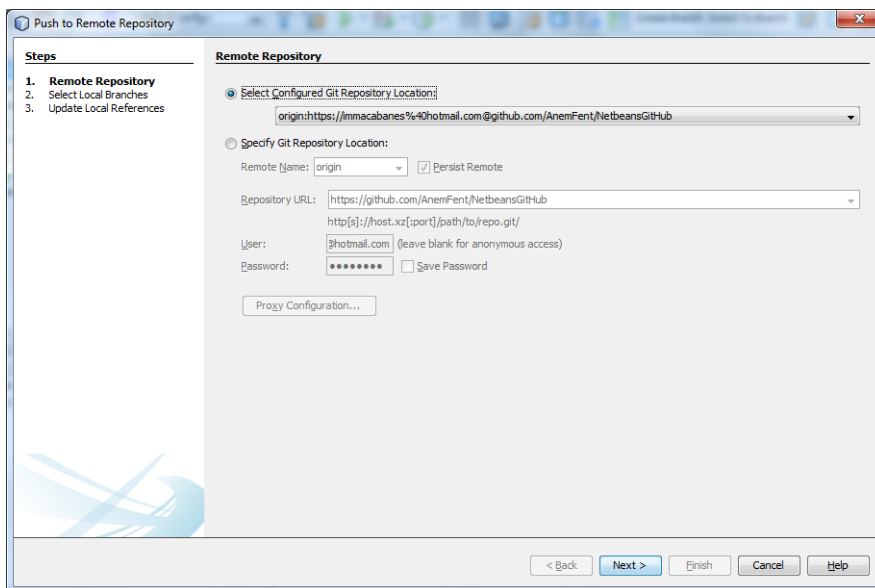 Push to Remote Repository
Steps
1. Remote Repository
2. Select Local Branches
3. Update Local References
Remote Repository
Select Configured Git Repository Location:
origin:https://immacabanes%40hotmail.com@github.com/AnemFent/NetbeansGitHub
Specify Git Repository Location:
Remote Name: origin Persist Remote
Repository URL: https://github.com/AnemFent/NetbeansGitHub
http[s]://host.xz[:port]/path/to/repo.git/
User: @hotmail.com (leave blank for anonymous access)
Password: •••••••• Save Password
Proxy Configuration...
< Back Next > Finish Cancel Help